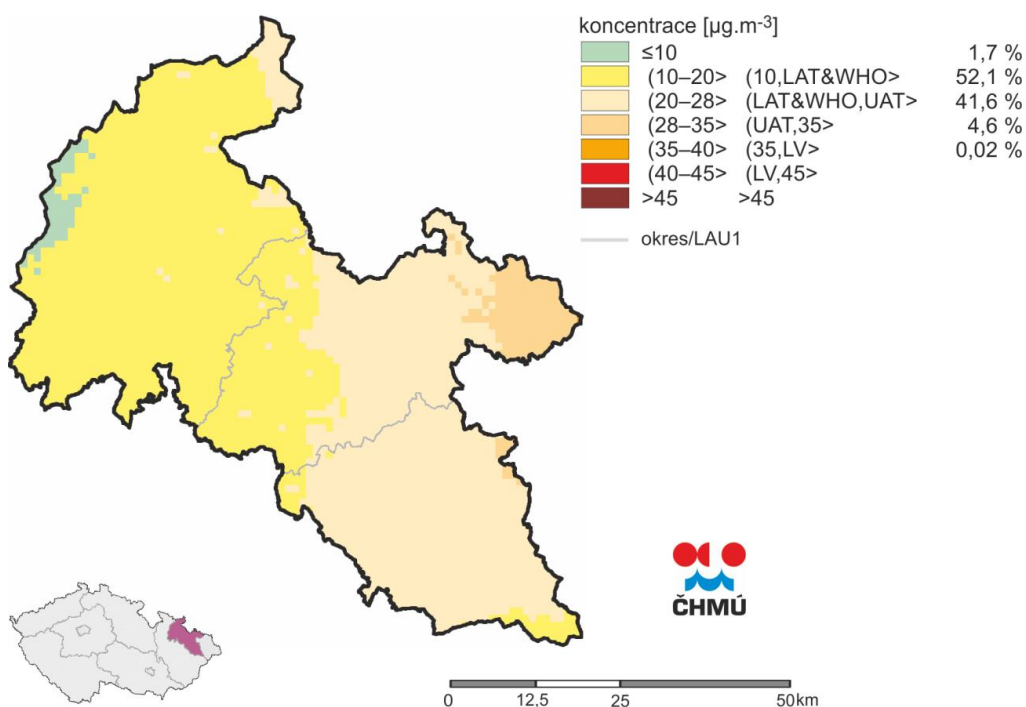 koncentrace [µg.m-3]
≤10 1,7 %
(10–20> (10,LAT&WHO> 52,1 %
(20–28> (LAT&WHO,UAT> 41,6 %
(28–35> (UAT,35> 4,6 %
(35–40> (35,LV> 0,02 %
(40–45> (LV,45>
>45 >45
okres/LAU1
ČHMÚ
0 12,5 25 50km